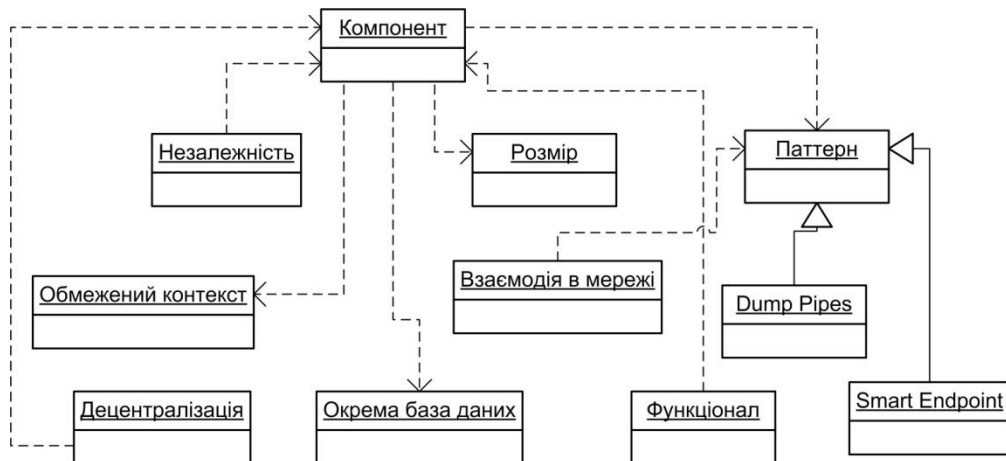 Компонент
Незалежність
Розмір
Паттерн
Обмежений контекст
Взаємодія в мережі
Dump Pipes
Децентралізація
Окрема база даних
Функціонал
Smart Endpoint